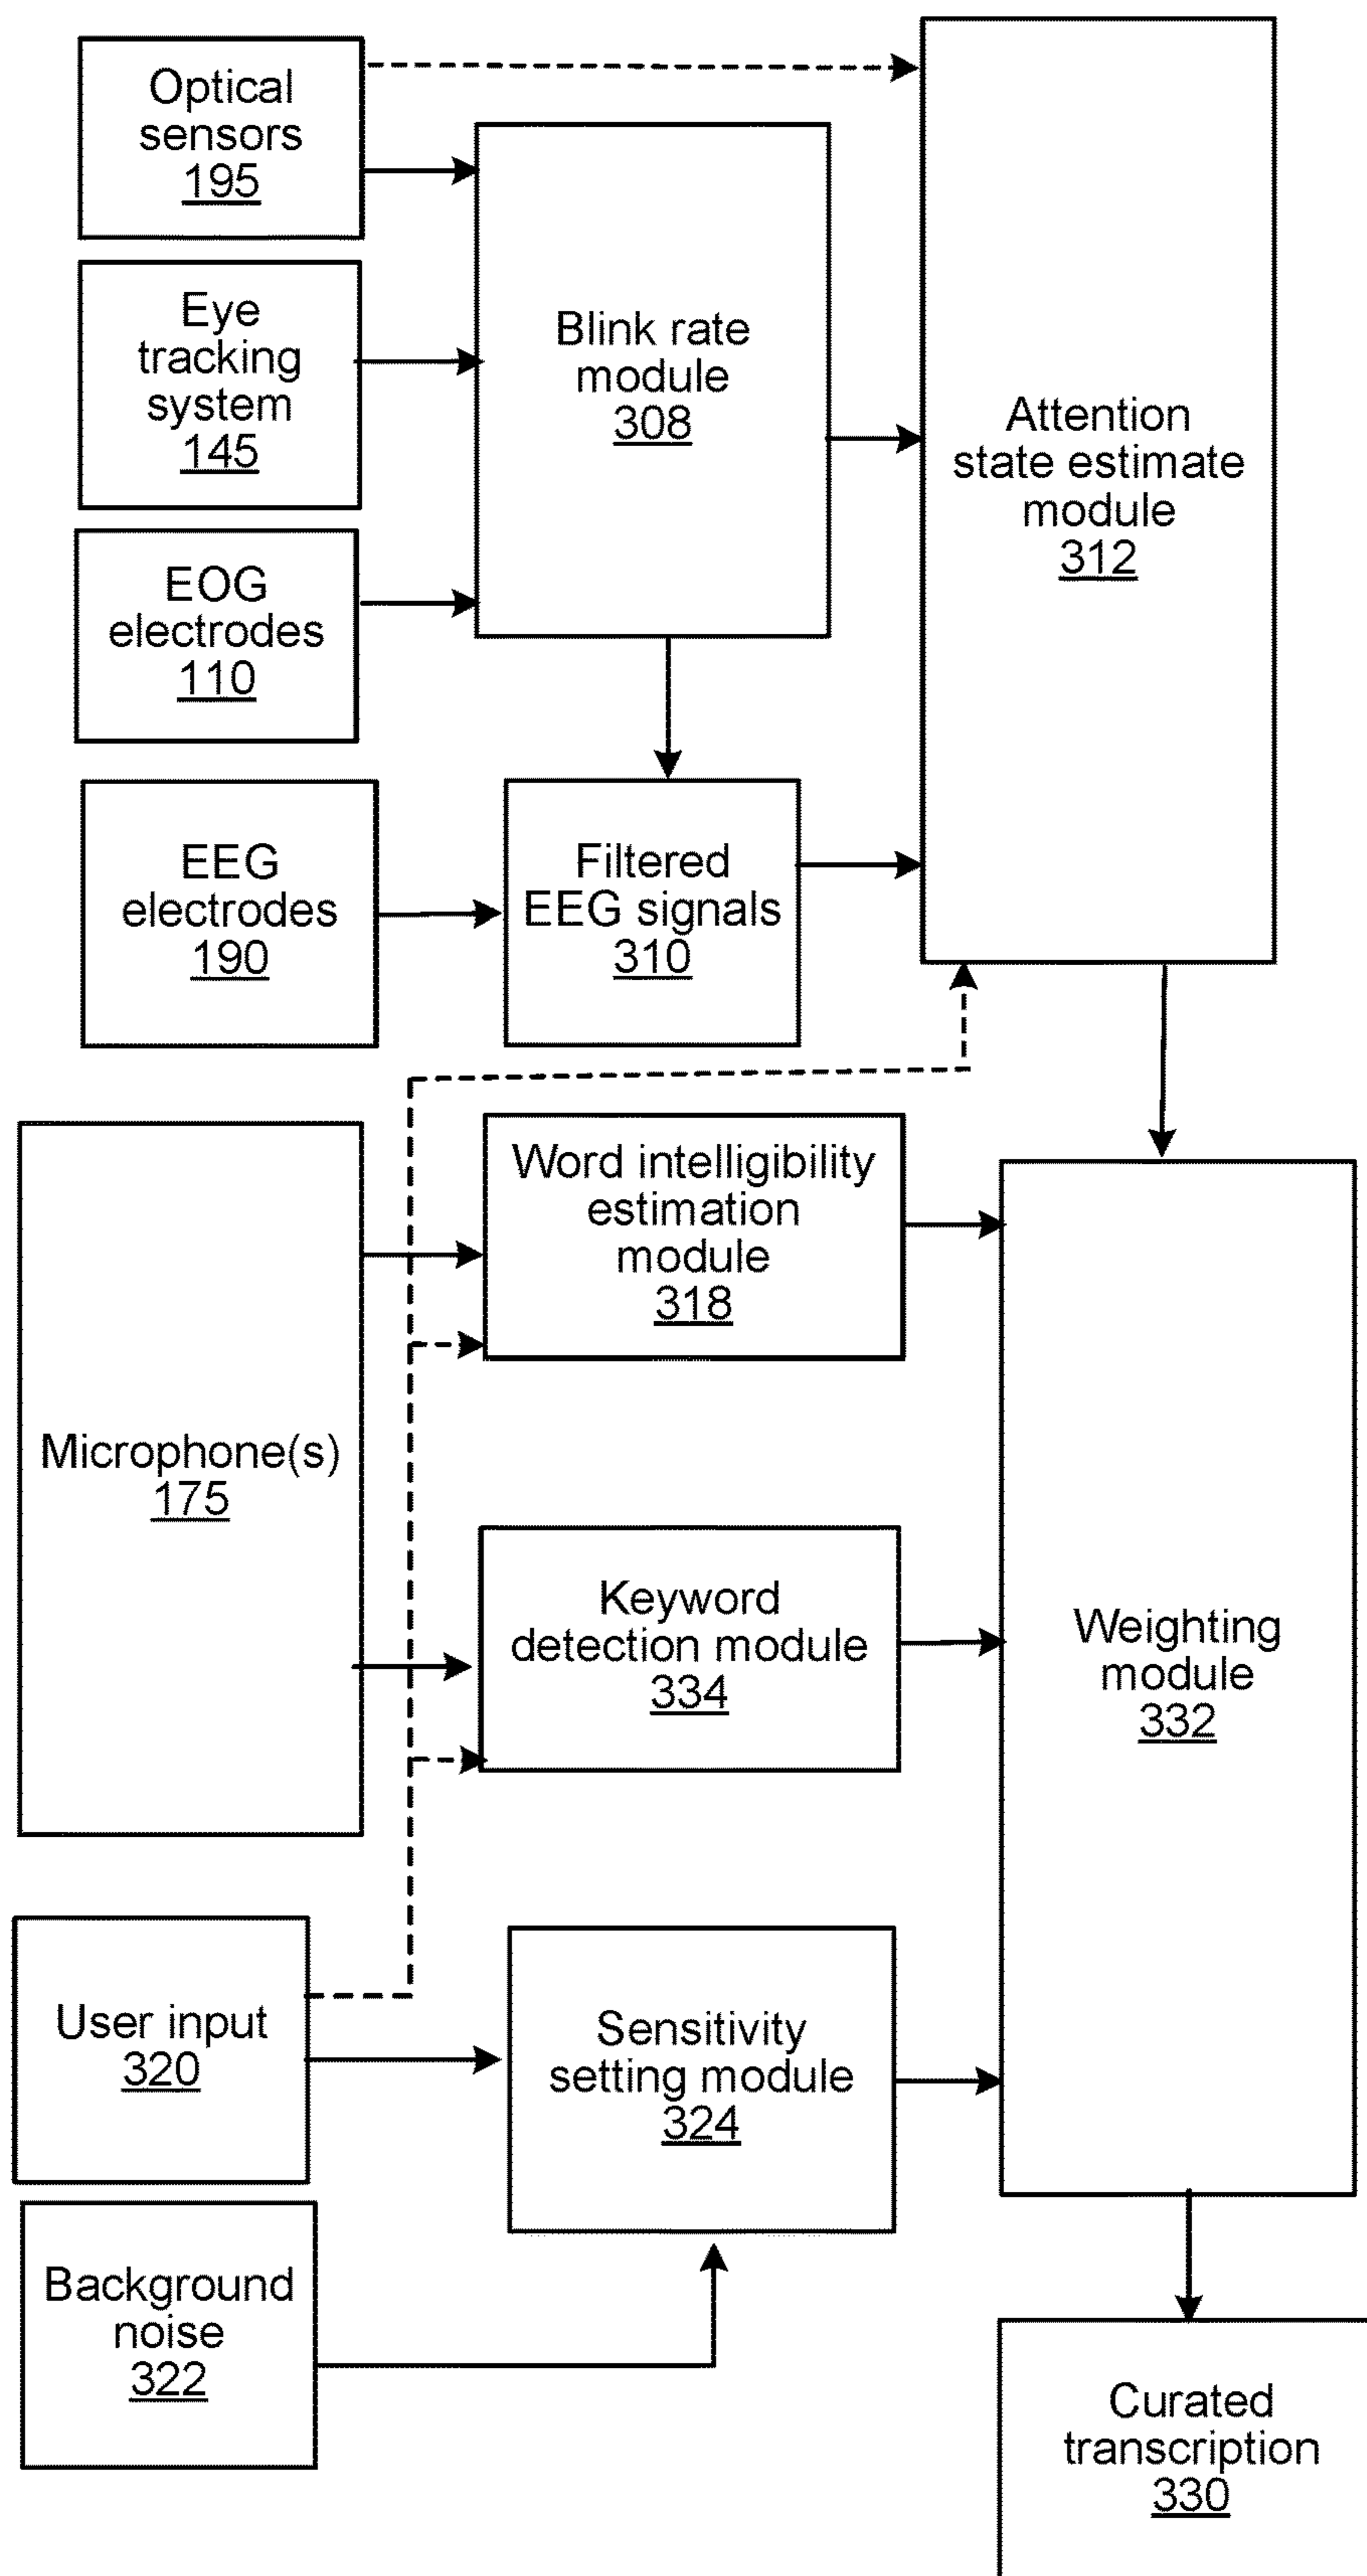 Optical
sensors
195
Eye
tracking
system
145
EOG
electrodes
110
Blink rate
module
308
Attention
state estimate
module
312
EEG
electrodes
190
Filtered
EEG signals
310
Microphone(s)
175
Word intelligibility
estimation
module
318
Keyword
detection module
334
Weighting
module
332
User input
320
Sensitivity
setting module
324
Background
noise
322
Curated
transcription
330